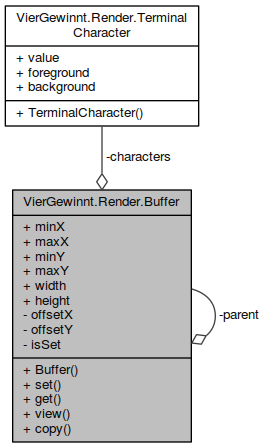 VierGewinnt.Render.Terminal
Character
+ value
+ foreground
+ background
+ TerminalCharacter()
-characters
VierGewinnt.Render.Buffer
+ minX
+ maxX
+ minY
+ maxY
+ width
+ height
- offsetX
- offsetY
- isSet
-parent
+ Buffer()
+ set()
+ get()
+ view()
+ copy()